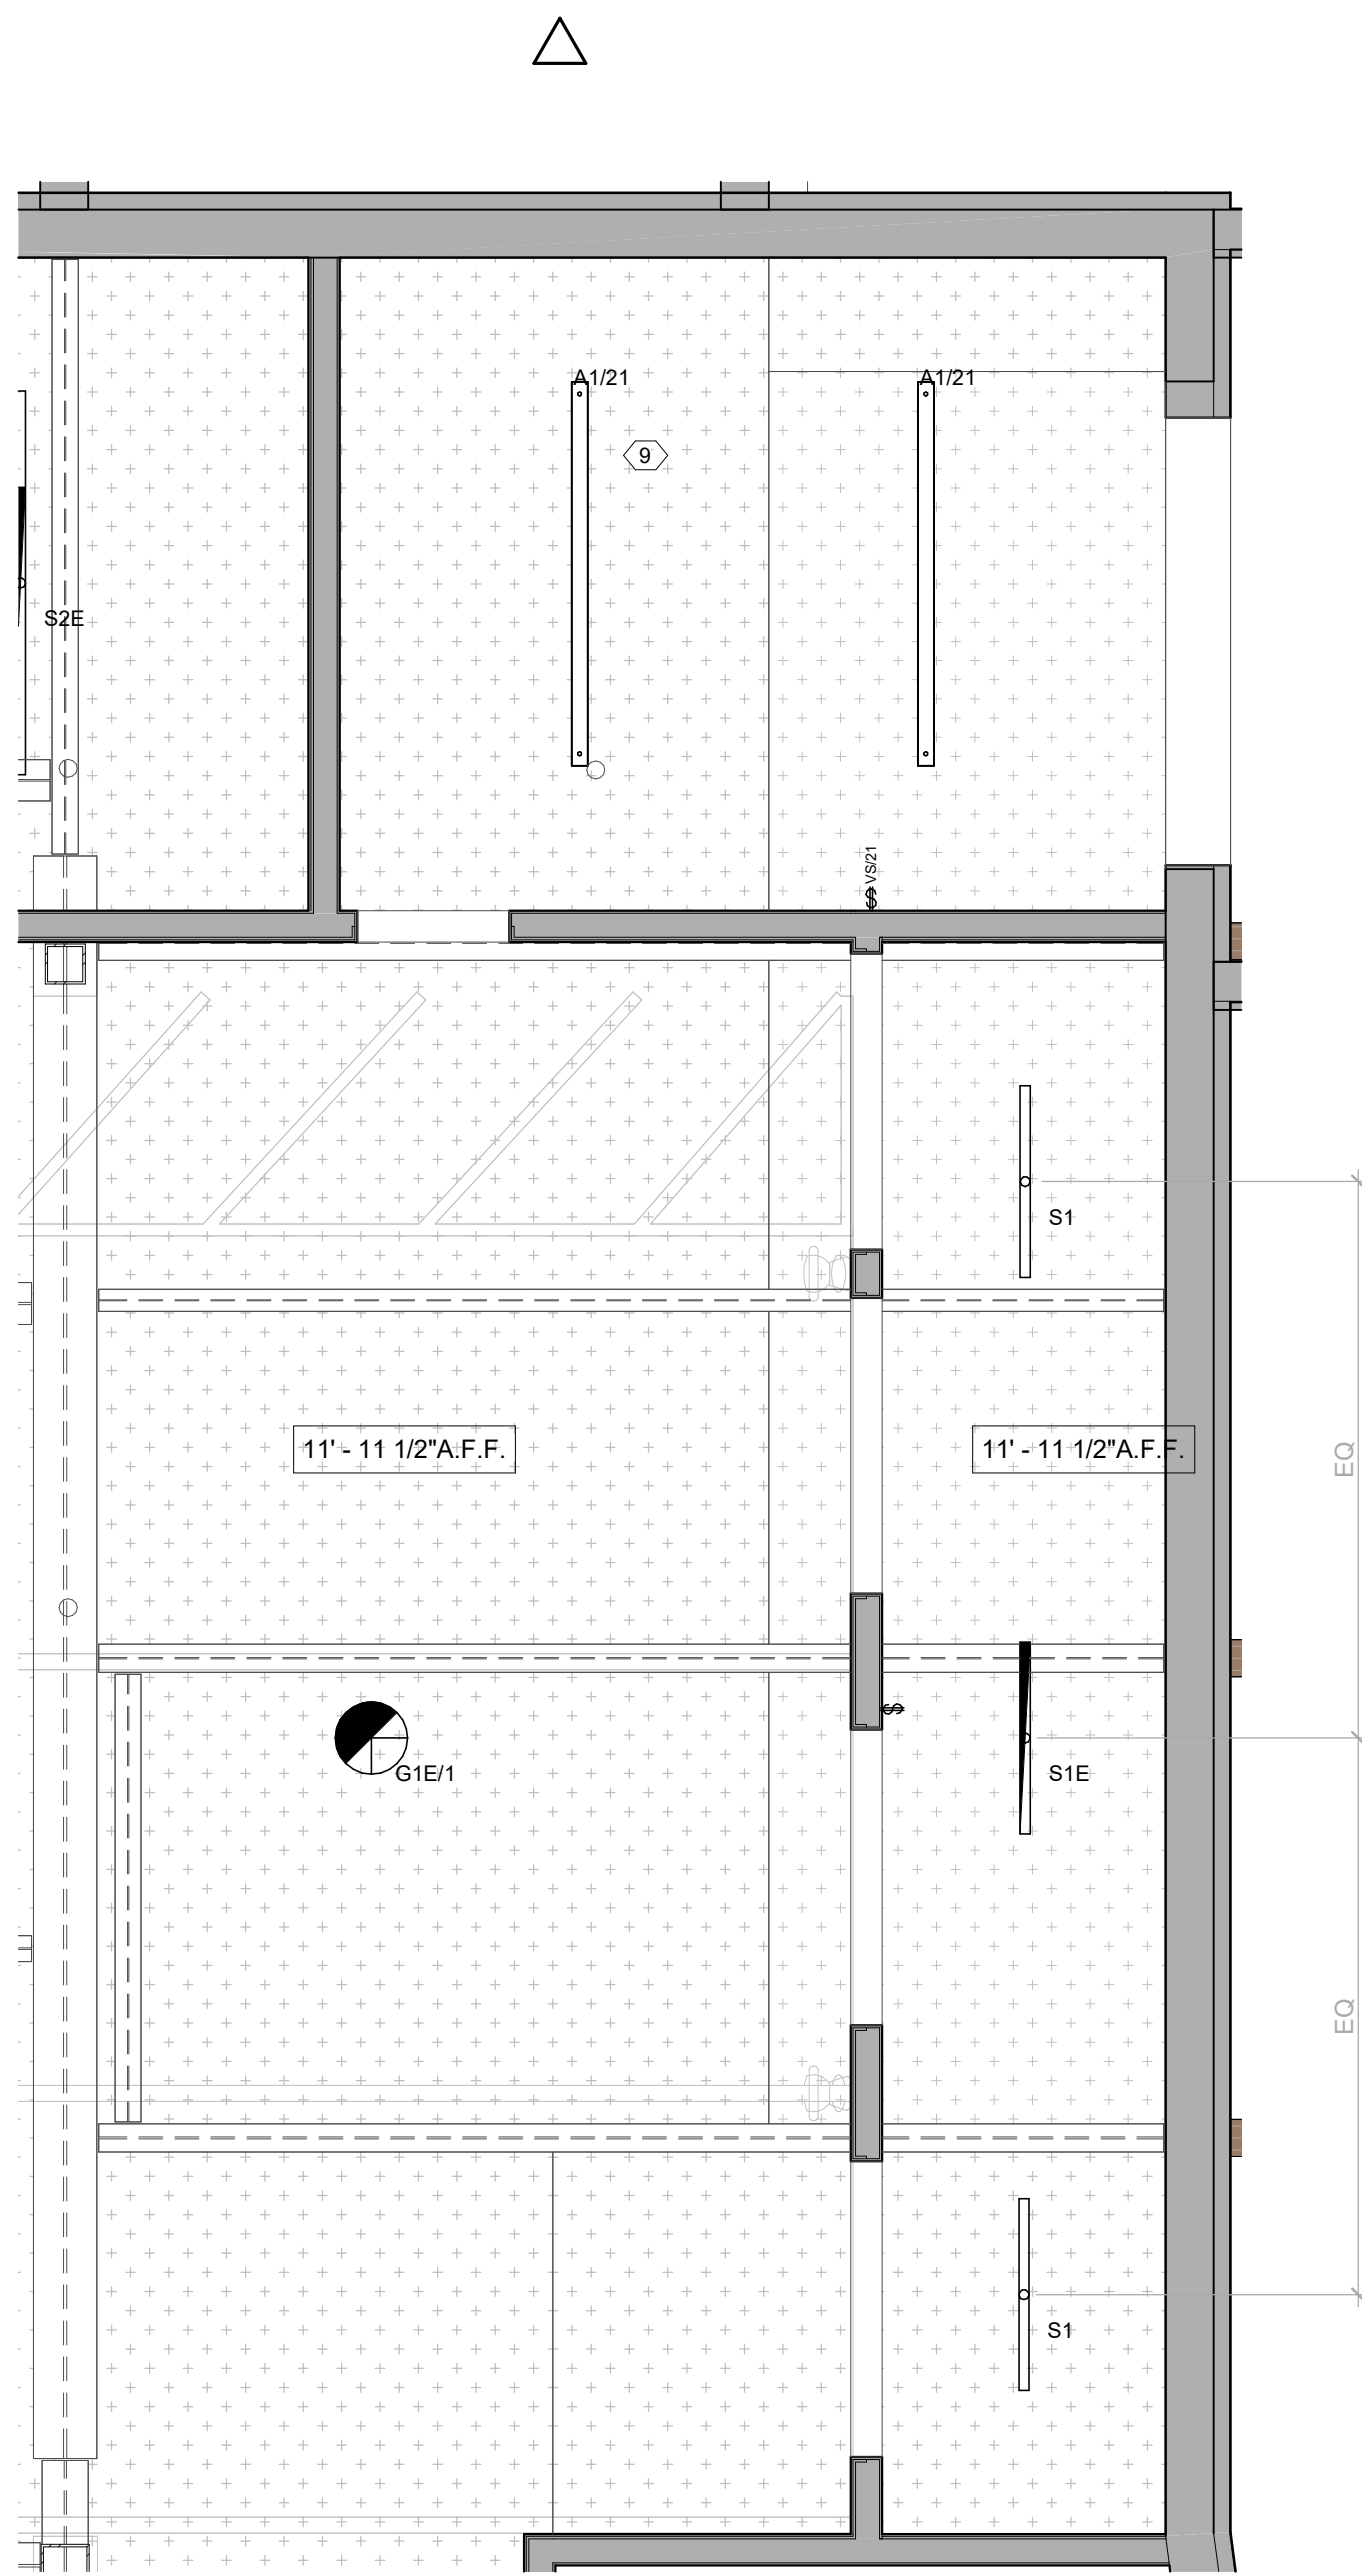 A1/21
A1/21
9
S2E
$ VS/21
S1
11' - 11 1/2"A.F.F.
11' - 11 1/2"A.F.F.
EQ
$
G1E/1
S1E
EQ
S1